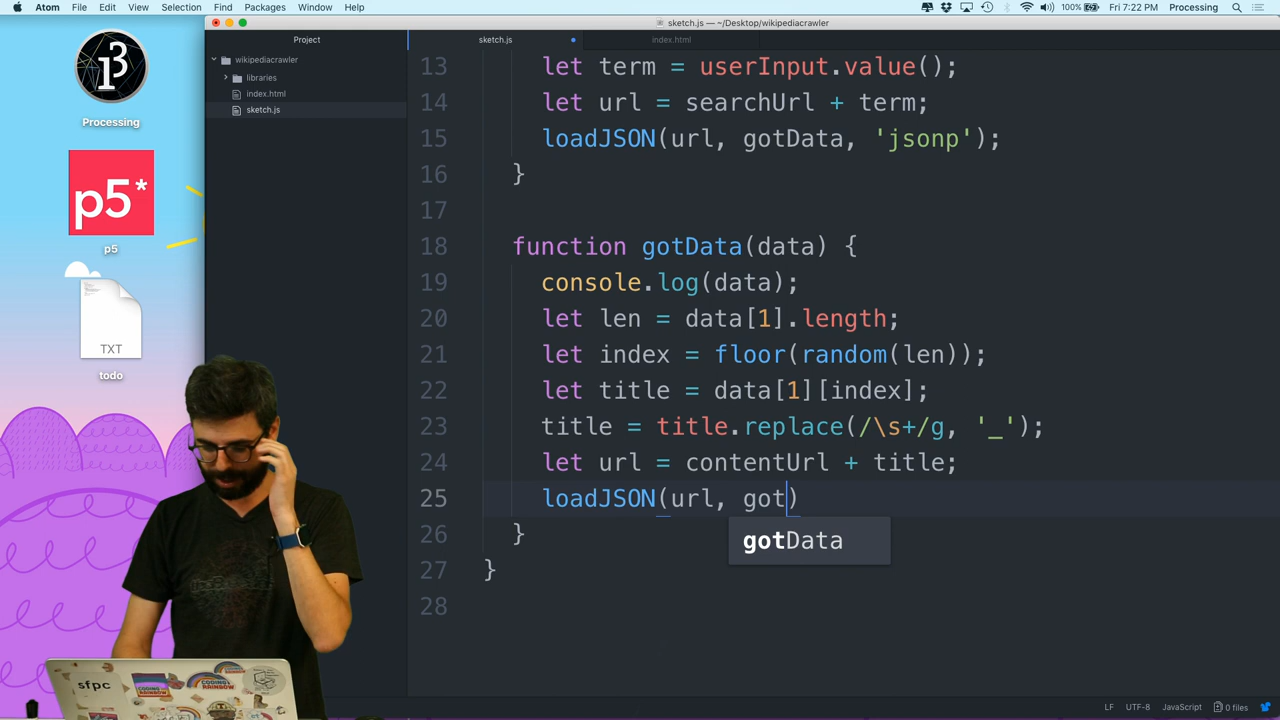 Atom File Edit View Selection Find Packages Window Help 100% Fri 7:22 PM Processing
sketch.js — ~/Desktop/wikipediacrawler
Project
sketch.js
index.html
wikipediacrawler
libraries
index.html
sketch.js
Processing
p5*
p5
TXT
todo
13 let term = userInput.value();
14 let url = searchUrl + term;
15 loadJSON(url, gotData, 'jsonp');
16 }
17
18 function gotData(data) {
19 console.log(data);
20 let len = data[1].length;
21 let index = floor(random(len));
22 let title = data[1][index];
23 title = title.replace(/\s+/g, '_');
24 let url = contentUrl + title;
25 loadJSON(url, got)
gotData
26 }
27 }
28
sfpc
CODING
RAINBOW
LF UTF-8 JavaScript 0 files